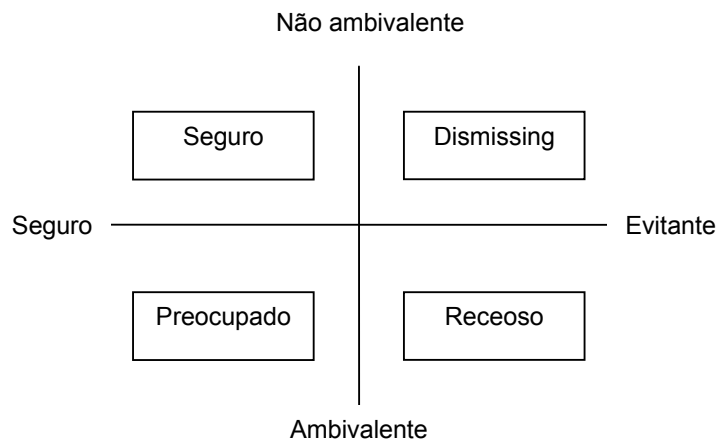 Não ambivalente
Seguro
Dismissing
Seguro
Evitante
Preocupado
Receoso
Ambivalente